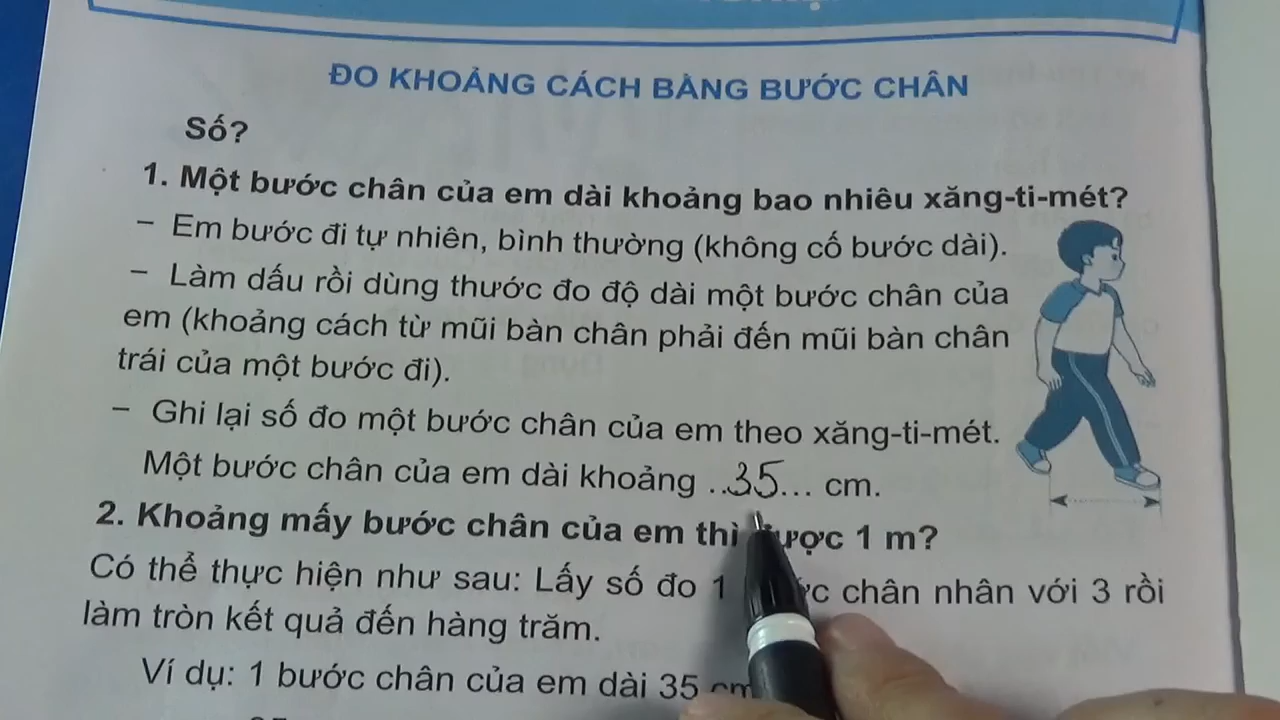 ĐO KHOẢNG CÁCH BẰNG BƯỚC CHÂN
Số?
1. Một bước chân của em dài khoảng bao nhiêu xăng-ti-mét?
– Em bước đi tự nhiên, bình thường (không cố bước dài).
– Làm dấu rồi dùng thước đo độ dài một bước chân của
em (khoảng cách từ mũi bàn chân phải đến mũi bàn chân
trái của một bước đi).
– Ghi lại số đo một bước chân của em theo xăng-ti-mét.
Một bước chân của em dài khoảng ..35... cm.
2. Khoảng mấy bước chân của em thì được 1 m?
Có thể thực hiện như sau: Lấy số đo 1 bước chân nhân với 3 rồi
làm tròn kết quả đến hàng trăm.
Ví dụ: 1 bước chân của em dài 35 cm